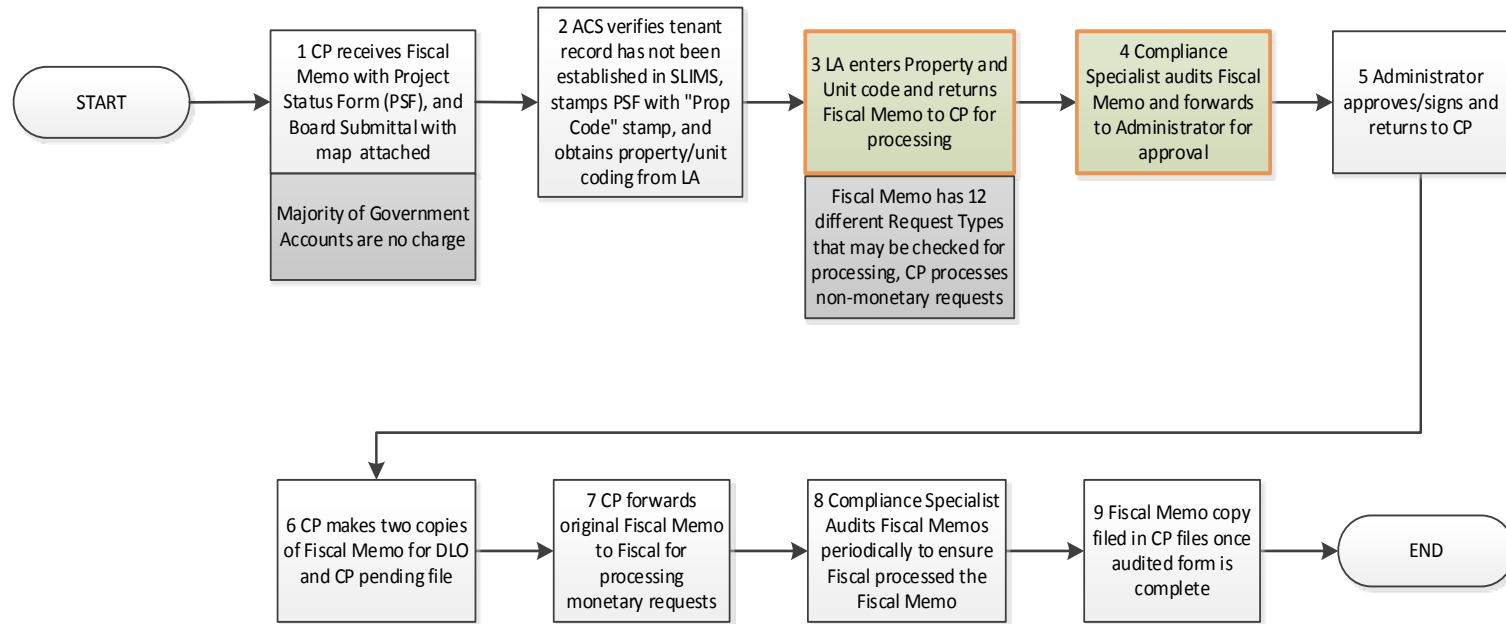 START
1 CP receives Fiscal
Memo with Project
Status Form (PSF), and
Board Submittal with
map attached
Majority of Government
Accounts are no charge
2 ACS verifies tenant
record has not been
established in SLIMS,
stamps PSF with "Prop
Code" stamp, and
obtains property/unit
coding from LA
3 LA enters Property and
Unit code and returns
Fiscal Memo to CP for
processing
Fiscal Memo has 12
different Request Types
that may be checked for
processing, CP processes
non-monetary requests
4 Compliance
Specialist audits Fiscal
Memo and forwards
to Administrator for
approval
5 Administrator
approves/signs and
returns to CP
6 CP makes two copies
of Fiscal Memo for DLO
and CP pending file
7 CP forwards
original Fiscal Memo
to Fiscal for
processing
monetary requests
8 Compliance Specialist
Audits Fiscal Memos
periodically to ensure
Fiscal processed the
Fiscal Memo
9 Fiscal Memo copy
filed in CP files once
audited form is
complete
END